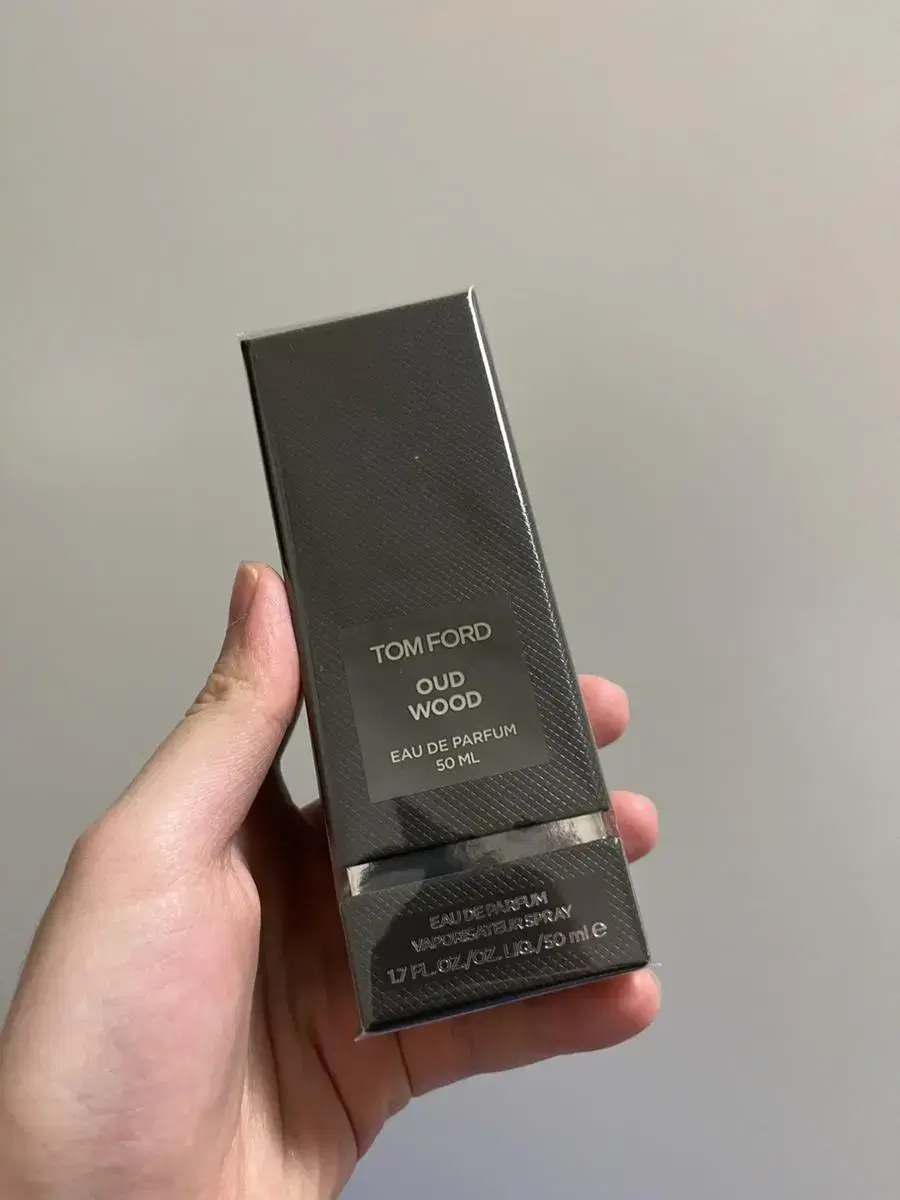 TOM FORD
OUD
WOOD
EAU DE PARFUM
50 ML
EAU DE PARFUM
VAPORISATEUR SPRAY
1.7 FL.OZ./OZ. LIQ./50 ml ℮